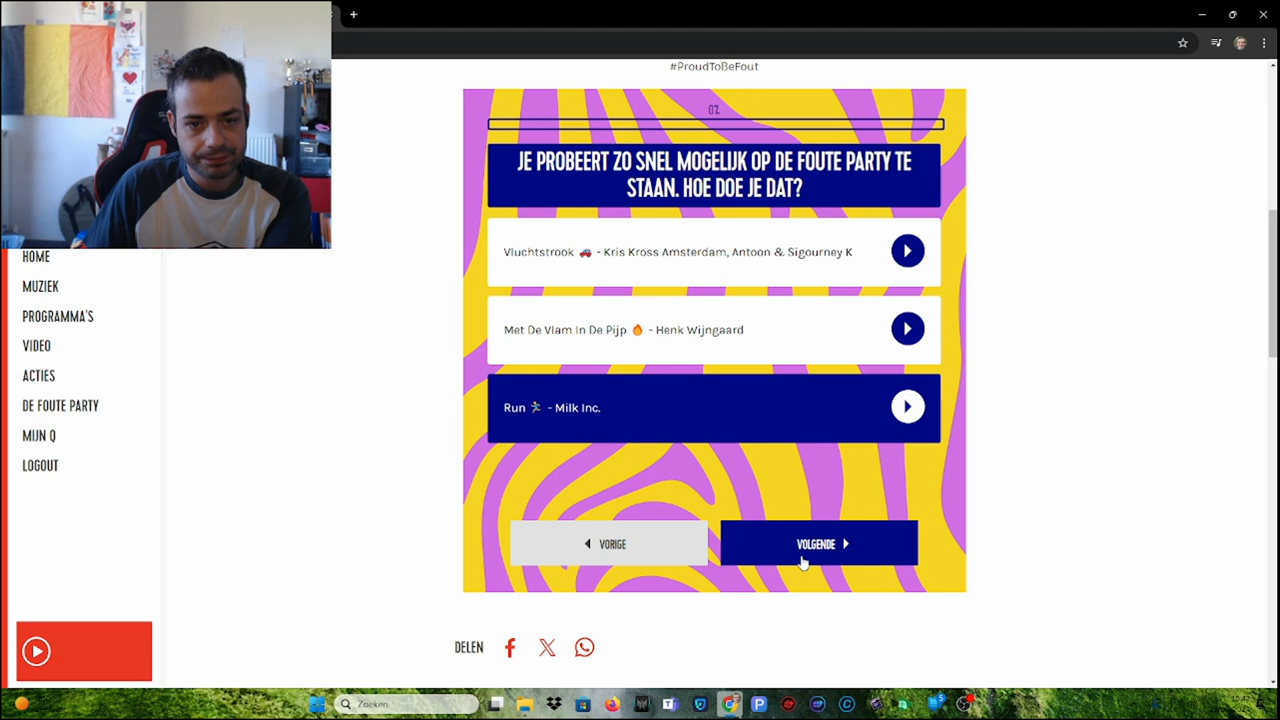 #ProudToBeFout
0%
JE PROBEERT ZO SNEL MOGELIJK OP DE FOUTE PARTY TE
STAAN. HOE DOE JE DAT?
Vluchtstrook 🚑 - Kris Kross Amsterdam, Antoon & Sigourney K
Met De Vlam In De Pijp 🔥 - Henk Wijngaard
Run 🏃 - Milk Inc.
VORIGE
VOLGENDE
HOME
MUZIEK
PROGRAMMA'S
VIDEO
ACTIES
DE FOUTE PARTY
MIJN Q
LOGOUT
DELEN
Zoeken